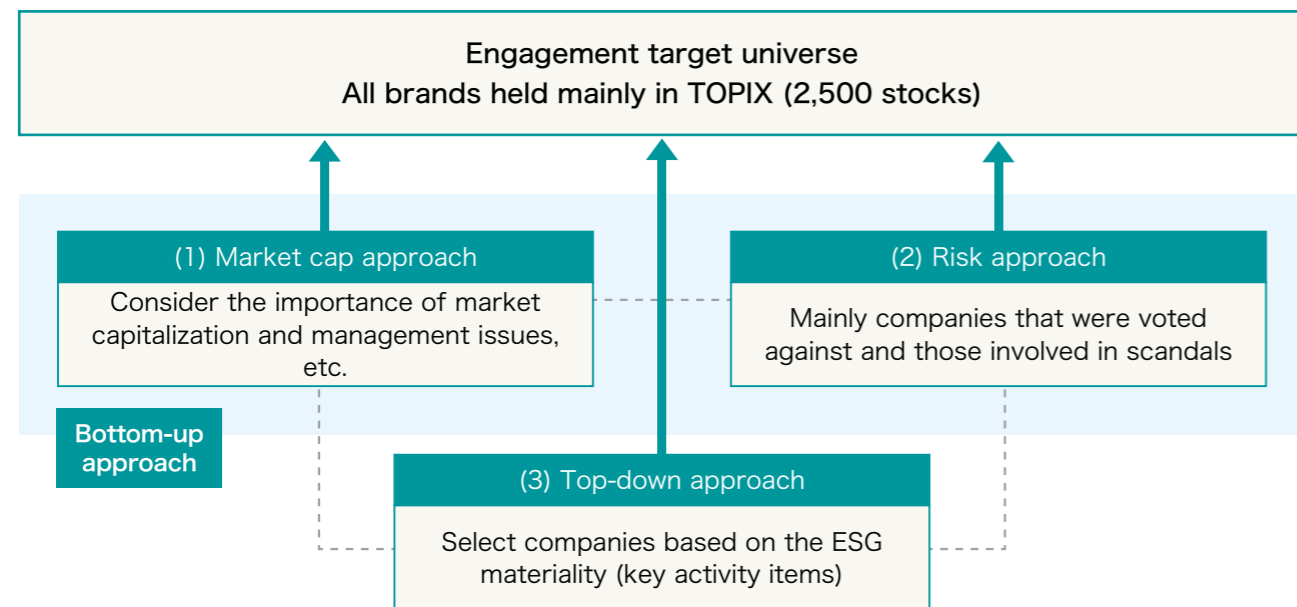 Engagement target universe
All brands held mainly in TOPIX (2,500 stocks)
(1) Market cap approach
Consider the importance of market
capitalization and management issues,
etc.
(2) Risk approach
Mainly companies that were voted
against and those involved in scandals
Bottom-up
approach
(3) Top-down approach
Select companies based on the ESG
materiality (key activity items)